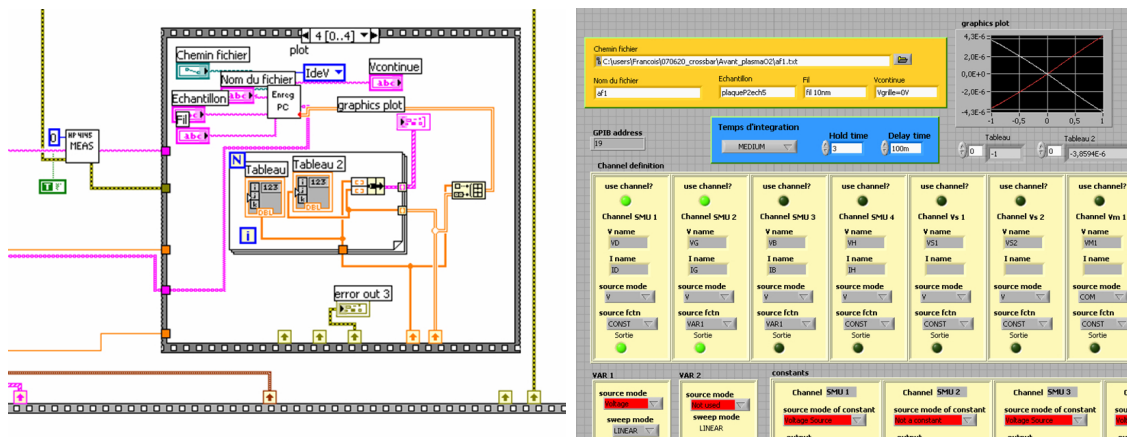 4 [0..4]
plot
Chemin fichier
IdeV
Vcontinue
abc
Nom du fichier
abc
Enreg
PC
Echantillon
abc
graphics plot
Fil
abc
0
HP 4145
MEAS
T F
N
Tableau
Tableau 2
123
123
DBL
DBL
i
error out 3
graphics plot
4,3E-6
2,0E-6
0,0E+0
-2,0E-6
-4,3E-6
-1 -0,5 0 0,5 1
Chemin fichier
C:\users\Francois\070620_crossbar\Avant_plasmaO2\af1.txt
Nom du fichier Echantillon Fil Vcontinue
af1 plaqueP2ech5 fil 10nm Vgrille=0V
GPIB address
19
Temps d'integration Hold time Delay time
MEDIUM 3 100m
Tableau Tableau 2
0 -1 0 -3,8594E-6
Channel definition
use channel? use channel? use channel? use channel? use channel? use channel? use channel?
Channel SMU 1 Channel SMU 2 Channel SMU 3 Channel SMU 4 Channel Vs 1 Channel Vs 2 Channel Vm 1
V name V name V name V name V name V name V name
VD VG VB VH VS1 VS2 VM1
I name I name I name I name I name I name I name
ID IG IB IH
source mode source mode source mode source mode source mode source mode source mode
V V V V V V COM
source fctn source fctn source fctn source fctn source fctn source fctn source fctn
CONST VAR1 VAR1 CONST CONST CONST CONST
Sortie Sortie Sortie Sortie Sortie Sortie Sortie
VAR 1 VAR 2 constants
source mode source mode Channel SMU 1 Channel SMU 2 Channel SMU 3
Voltage Not used source mode of constant source mode of constant source mode of constant
sweep mode sweep mode Voltage Source Not a constant Voltage Source
LINEAR LINEAR